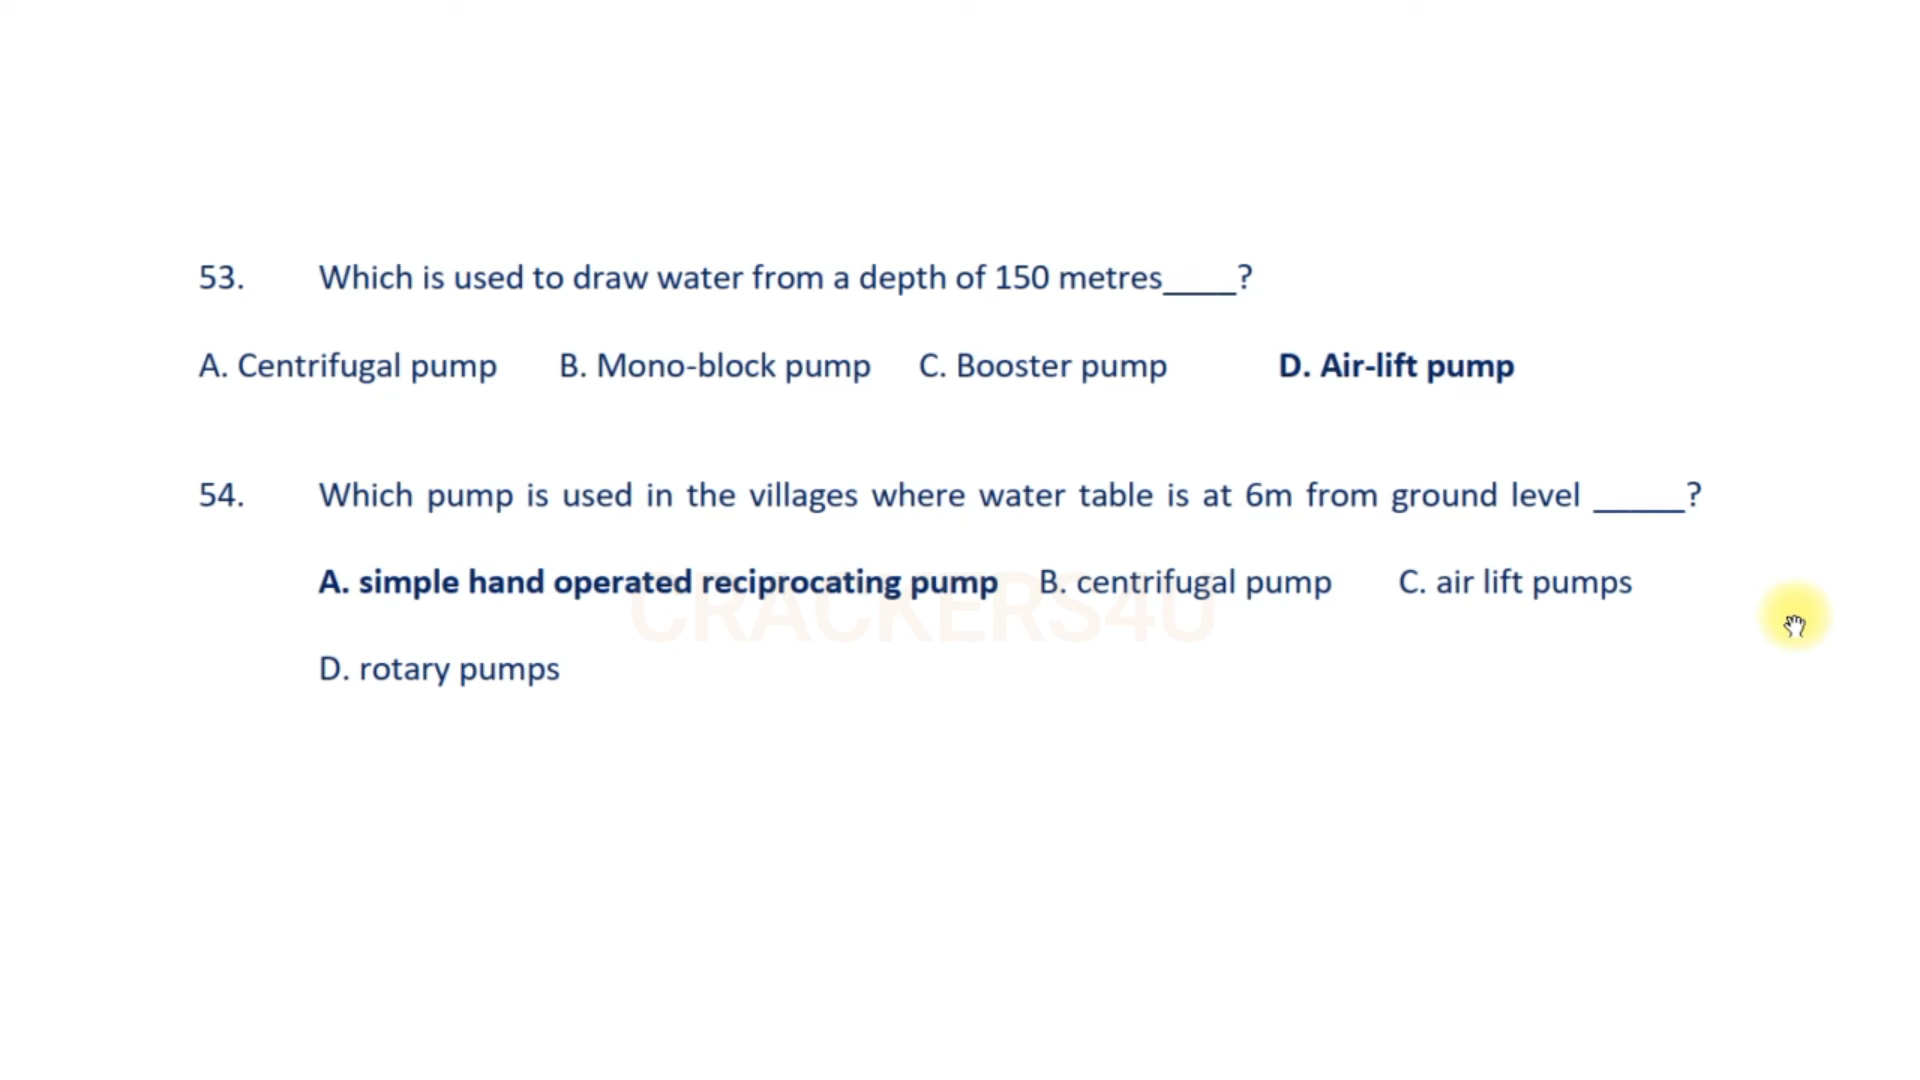 53. Which is used to draw water from a depth of 150 metres____?
A. Centrifugal pump B. Mono-block pump C. Booster pump D. Air-lift pump
54. Which pump is used in the villages where water table is at 6m from ground level _____?
A. simple hand operated reciprocating pump B. centrifugal pump C. air lift pumps
CRACKERS4U
D. rotary pumps